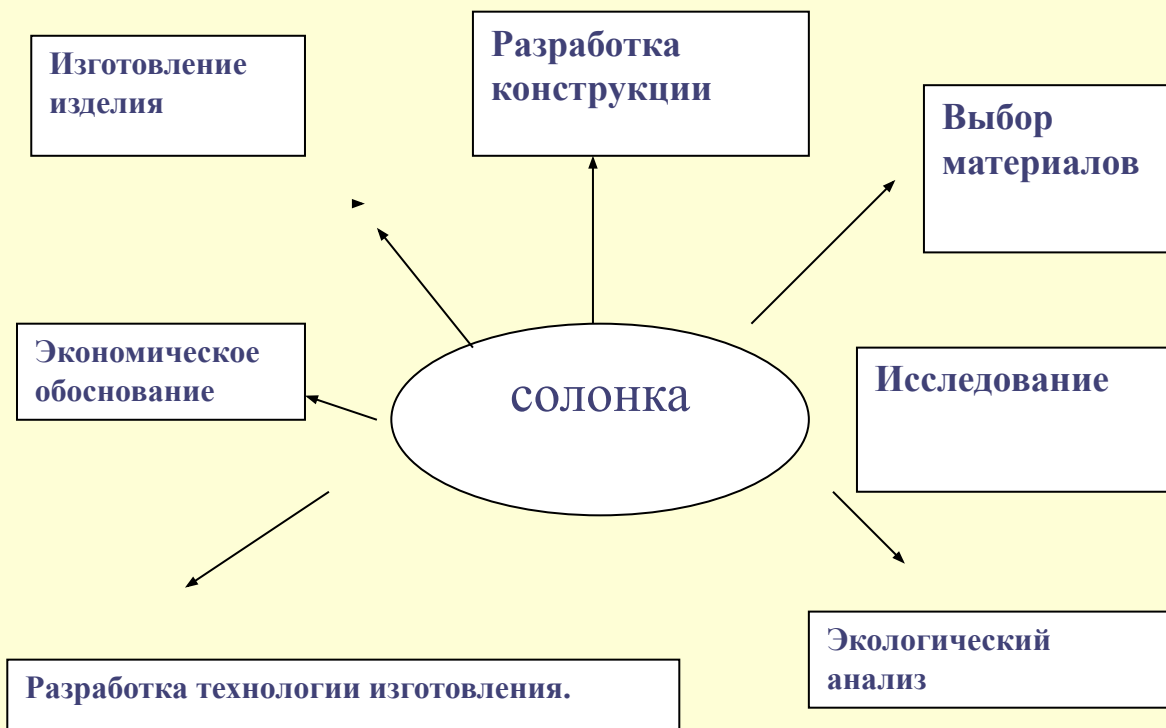 Изготовление
изделия
Разработка
конструкции
Выбор
материалов
Экономическое
обоснование
солонка
Исследование
Разработка технологии изготовления.
Экологический
анализ